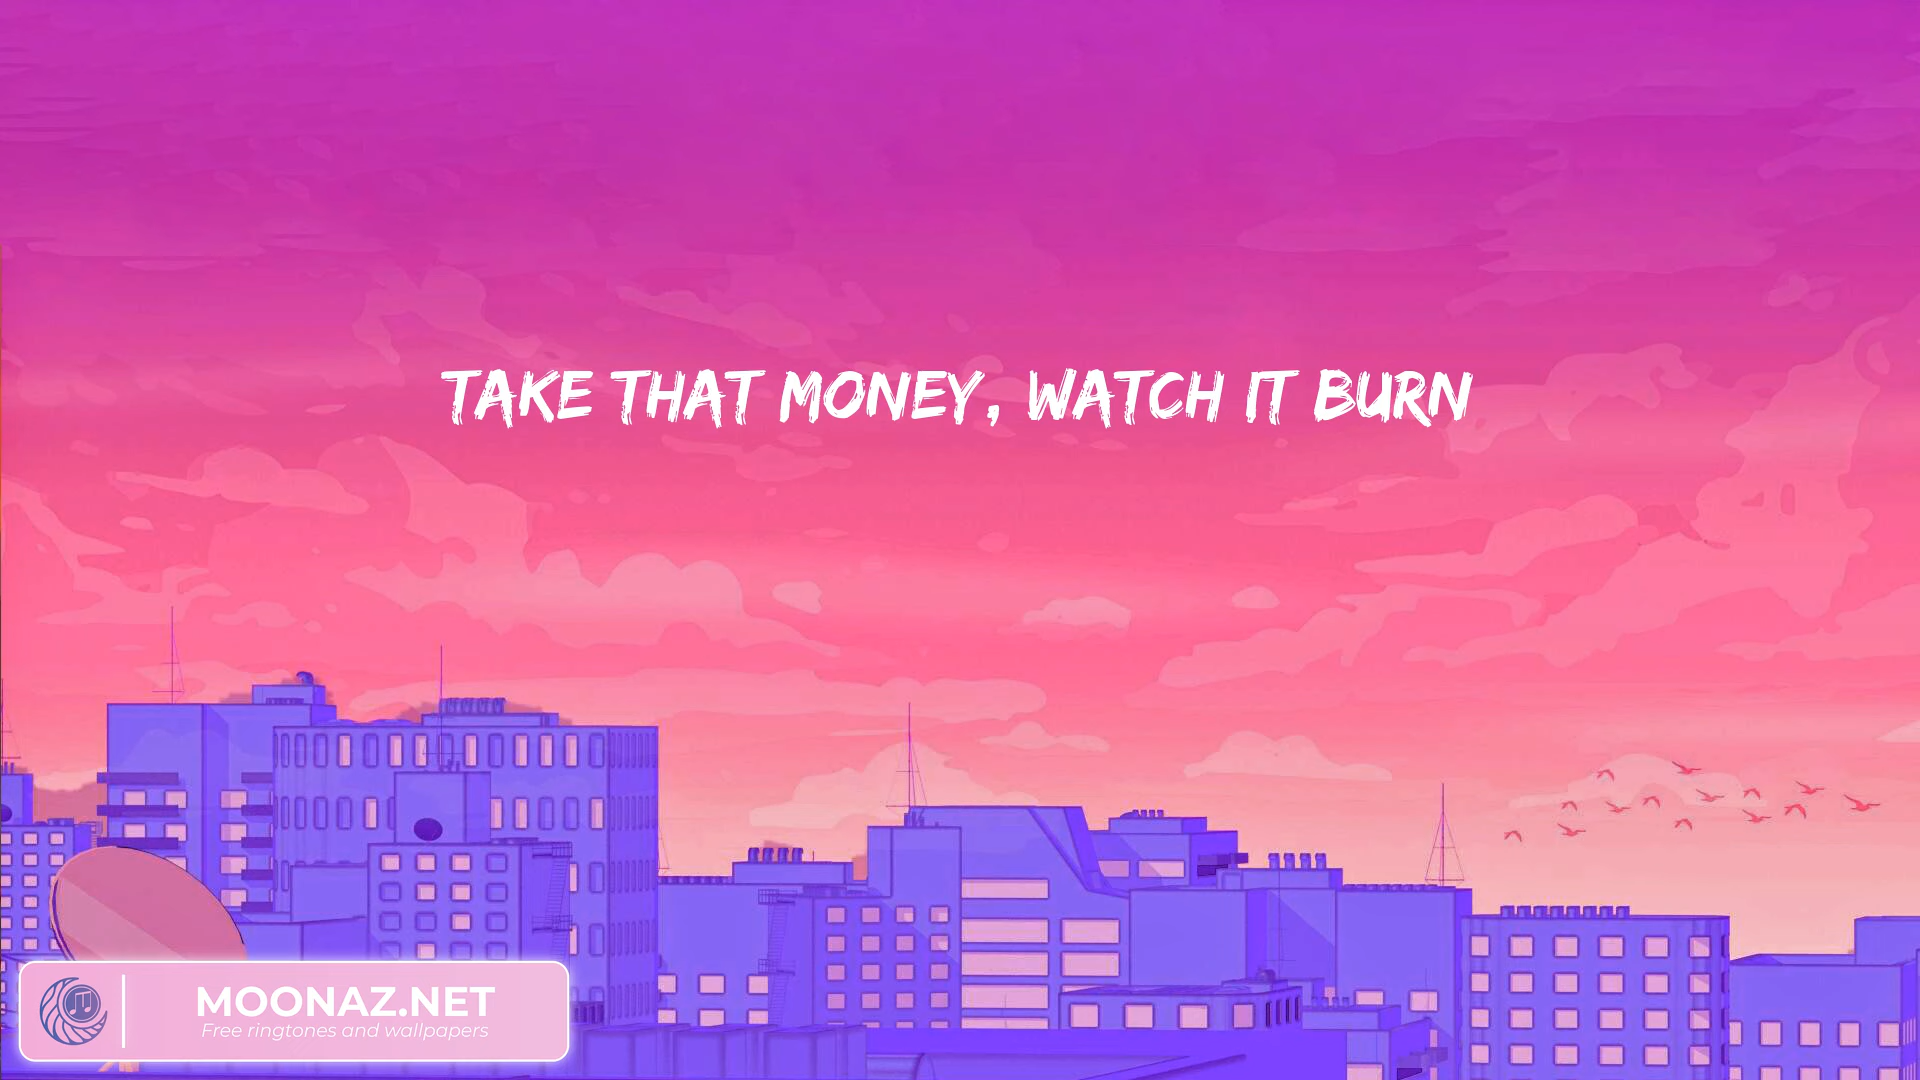 TAKE THAT MONEY, WATCH IT BURN
MOONAZ.NET
Free ringtones and wallpapers